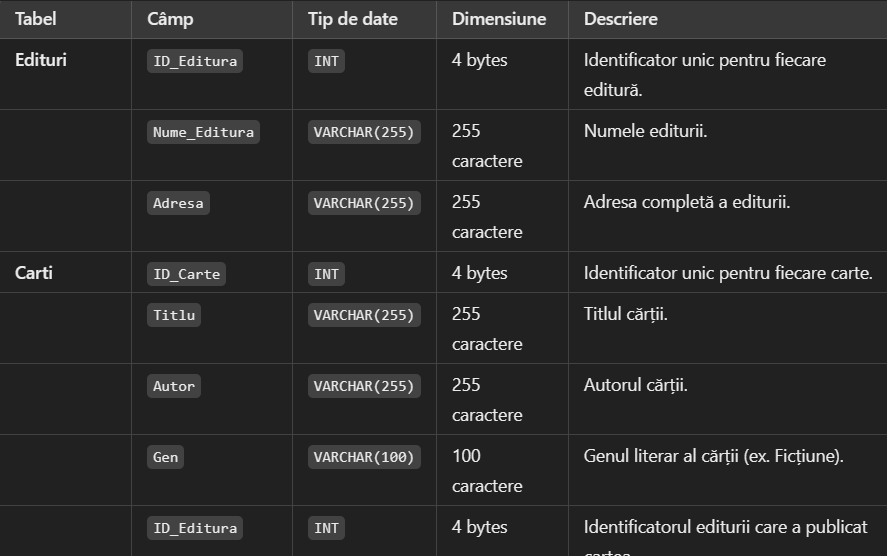 Tabel Câmp Tip de date Dimensiune Descriere
Edituri ID_Editura INT 4 bytes Identificator unic pentru fiecare
editură.
Nume_Editura VARCHAR(255) 255 Numele editurii.
caractere
Adresa VARCHAR(255) 255 Adresa completă a editurii.
caractere
Carti ID_Carte INT 4 bytes Identificator unic pentru fiecare carte.
Titlu VARCHAR(255) 255 Titlul cărții.
caractere
Autor VARCHAR(255) 255 Autorul cărții.
caractere
Gen VARCHAR(100) 100 Genul literar al cărții (ex. Ficțiune).
caractere
ID_Editura INT 4 bytes Identificatorul editurii care a publicat
cartea.